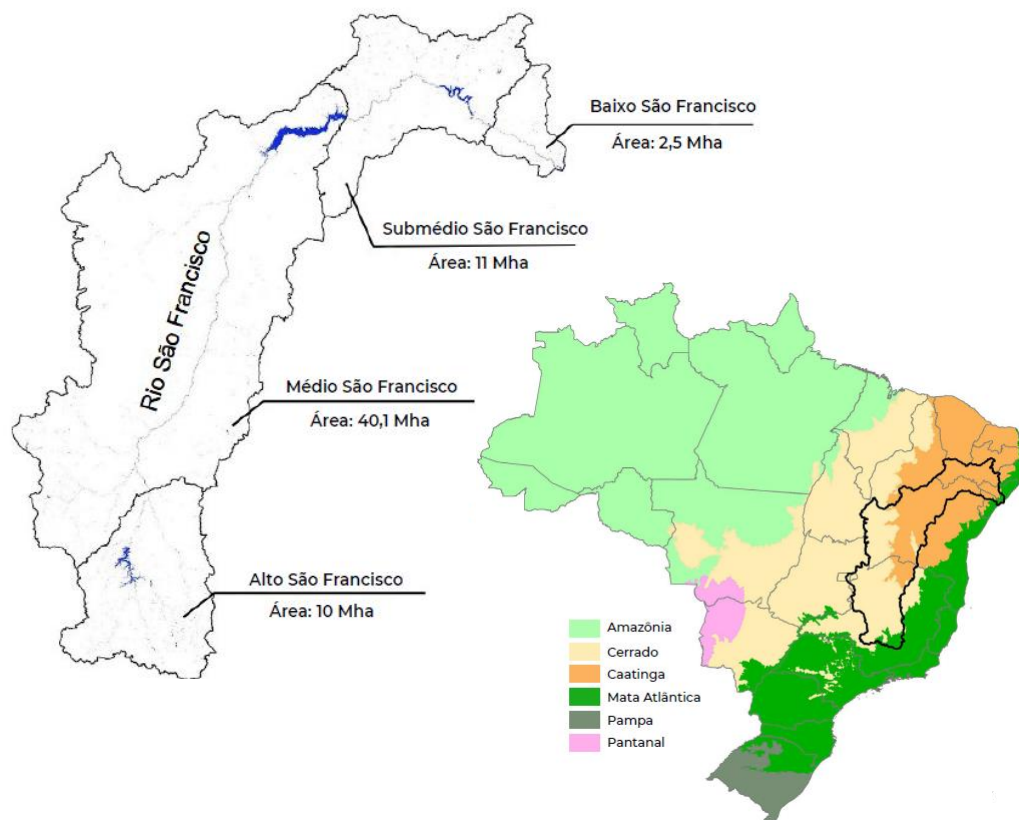 Baixo São Francisco
Área: 2,5 Mha
Submédio São Francisco
Área: 11 Mha
Rio São Francisco
Médio São Francisco
Área: 40,1 Mha
Alto São Francisco
Área: 10 Mha
Amazônia
Cerrado
Caatinga
Mata Atlântica
Pampa
Pantanal